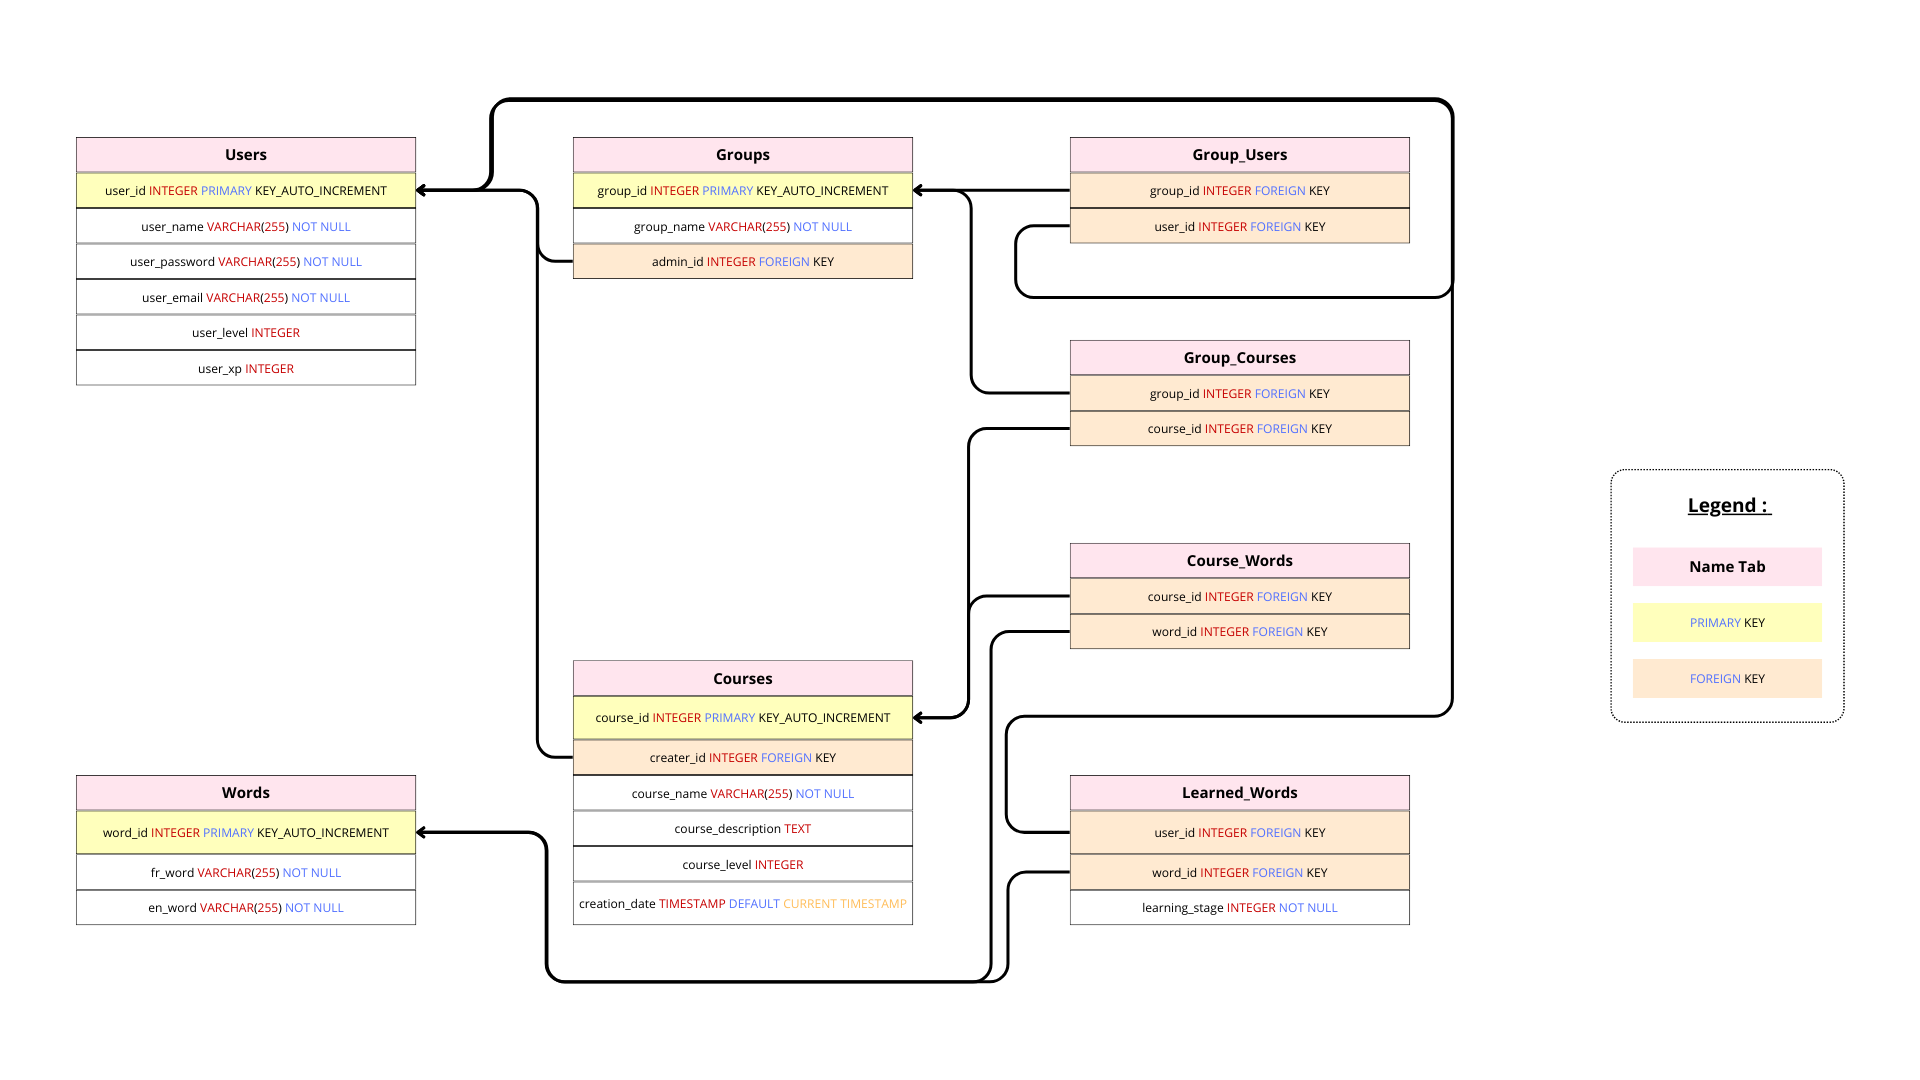 Users
user_id INTEGER PRIMARY KEY_AUTO_INCREMENT
user_name VARCHAR(255) NOT NULL
user_password VARCHAR(255) NOT NULL
user_email VARCHAR(255) NOT NULL
user_level INTEGER
user_xp INTEGER
Groups
group_id INTEGER PRIMARY KEY_AUTO_INCREMENT
group_name VARCHAR(255) NOT NULL
admin_id INTEGER FOREIGN KEY
Group_Users
group_id INTEGER FOREIGN KEY
user_id INTEGER FOREIGN KEY
Group_Courses
group_id INTEGER FOREIGN KEY
course_id INTEGER FOREIGN KEY
Course_Words
course_id INTEGER FOREIGN KEY
word_id INTEGER FOREIGN KEY
Courses
course_id INTEGER PRIMARY KEY_AUTO_INCREMENT
creater_id INTEGER FOREIGN KEY
course_name VARCHAR(255) NOT NULL
course_description TEXT
course_level INTEGER
creation_date TIMESTAMP DEFAULT CURRENT TIMESTAMP
Words
word_id INTEGER PRIMARY KEY_AUTO_INCREMENT
fr_word VARCHAR(255) NOT NULL
en_word VARCHAR(255) NOT NULL
Learned_Words
user_id INTEGER FOREIGN KEY
word_id INTEGER FOREIGN KEY
learning_stage INTEGER NOT NULL
Legend :
Name Tab
PRIMARY KEY
FOREIGN KEY